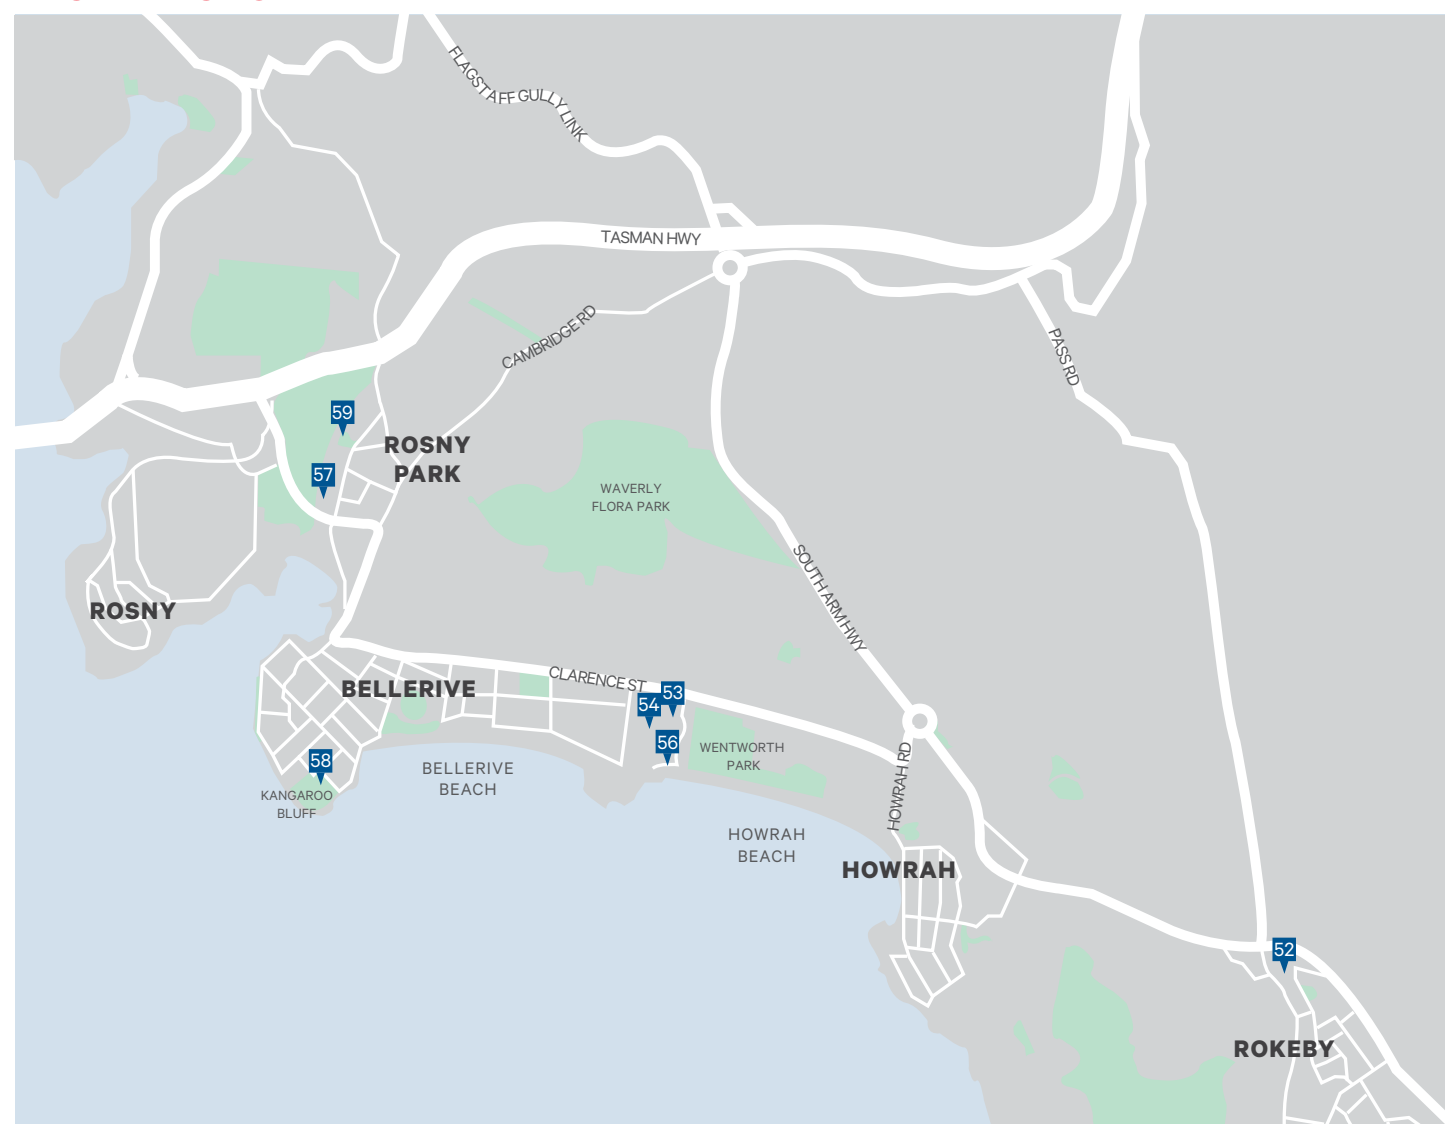 FLAGSTAFF GULLY LINK
TASMAN HWY
CAMBRIDGE RD
PASS RD
59
ROSNY
PARK
57
WAVERLY
FLORA PARK
SOUTH ARM HWY
ROSNY
CLARENCE ST
BELLERIVE
53
54
56
WENTWORTH
PARK
58
BELLERIVE
BEACH
KANGAROO
BLUFF
HOWRAH RD
HOWRAH
BEACH
HOWRAH
52
ROKEBY